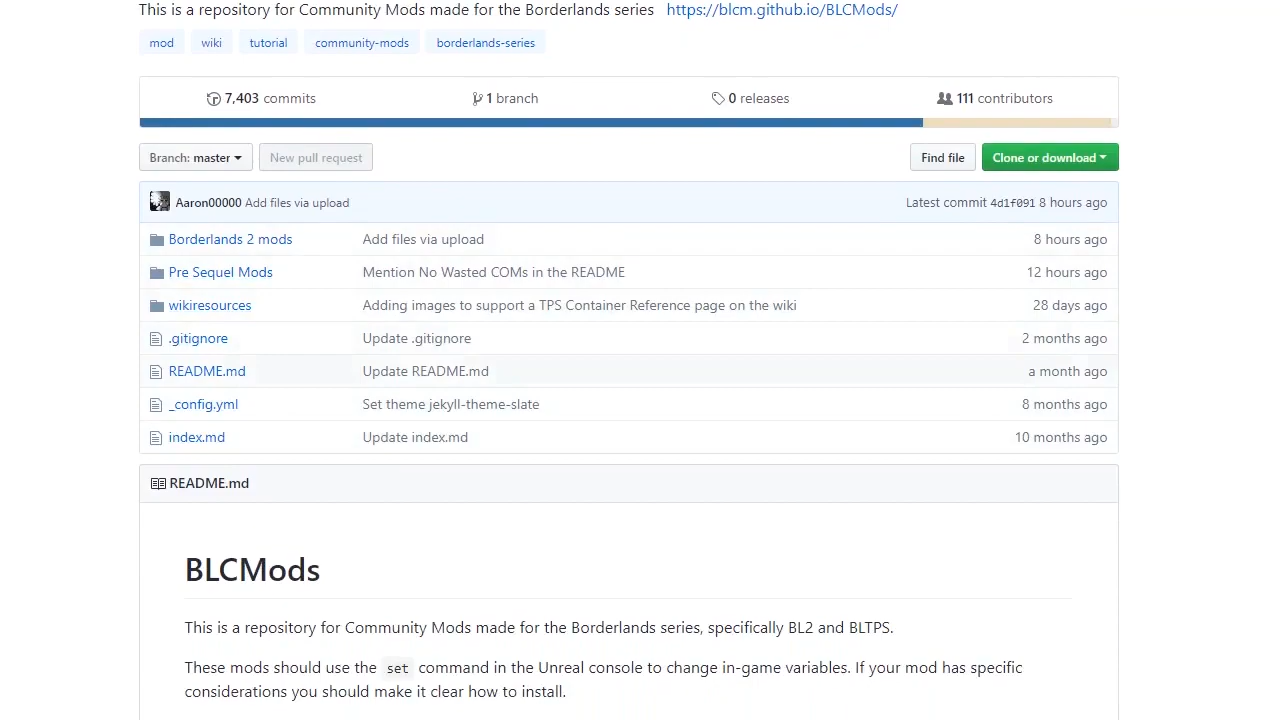 This is a repository for Community Mods made for the Borderlands series https://blcm.github.io/BLCMods/
mod wiki tutorial community-mods borderlands-series
7,403 commits 1 branch 0 releases 111 contributors
Branch: master New pull request Find file Clone or download
Aaron00000 Add files via upload Latest commit 4d1f091 8 hours ago
Borderlands 2 mods Add files via upload 8 hours ago
Pre Sequel Mods Mention No Wasted COMs in the README 12 hours ago
wikiresources Adding images to support a TPS Container Reference page on the wiki 28 days ago
.gitignore Update .gitignore 2 months ago
README.md Update README.md a month ago
_config.yml Set theme jekyll-theme-slate 8 months ago
index.md Update index.md 10 months ago
README.md
BLCMods
This is a repository for Community Mods made for the Borderlands series, specifically BL2 and BLTPS.
These mods should use the set command in the Unreal console to change in-game variables. If your mod has specific
considerations you should make it clear how to install.